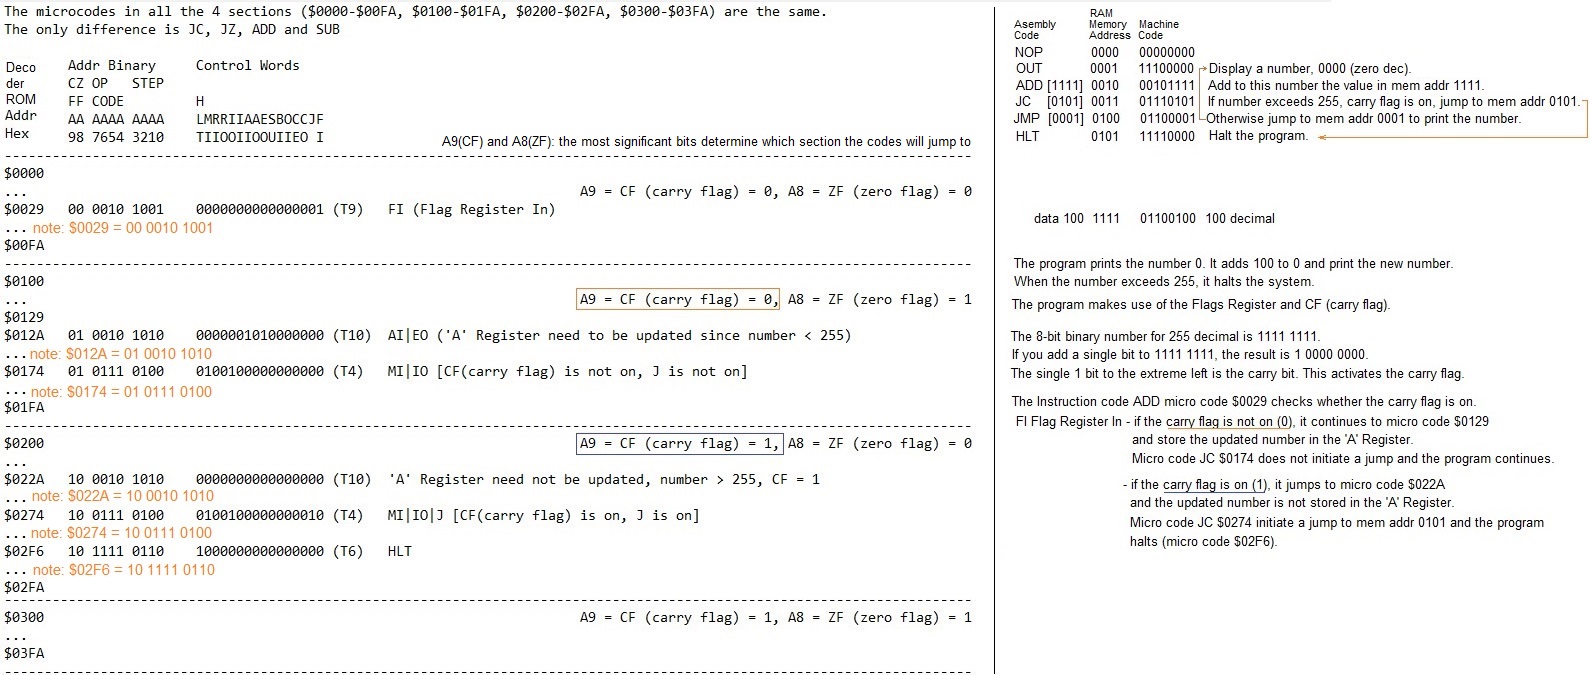 The microcodes in all the 4 sections ($0000-$00FA, $0100-$01FA, $0200-$02FA, $0300-$03FA) are the same.
The only difference is JC, JZ, ADD and SUB
Deco Addr Binary Control Words
der CZ OP STEP
ROM FF CODE H
Addr AA AAAA AAAA LMRRIIAAESBOCCJF
Hex 98 7654 3210 TIIOOIIOOUIIEO I A9(CF) and A8(ZF): the most significant bits determine which section the codes will jump to
$0000
... A9 = CF (carry flag) = 0, A8 = ZF (zero flag) = 0
$0029 00 0010 1001 0000000000000001 (T9) FI (Flag Register In)
... note: $0029 = 00 0010 1001
$00FA
$0100
... A9 = CF (carry flag) = 0, A8 = ZF (zero flag) = 1
$0129
$012A 01 0010 1010 0000001010000000 (T10) AI|EO ('A' Register need to be updated since number < 255)
... note: $012A = 01 0010 1010
$0174 01 0111 0100 0100100000000000 (T4) MI|IO [CF(carry flag) is not on, J is not on]
... note: $0174 = 01 0111 0100
$01FA
$0200 A9 = CF (carry flag) = 1, A8 = ZF (zero flag) = 0
...
$022A 10 0010 1010 0000000000000000 (T10) 'A' Register need not be updated, number > 255, CF = 1
... note: $022A = 10 0010 1010
$0274 10 0111 0100 0100100000000010 (T4) MI|IO|J [CF(carry flag) is on, J is on]
... note: $0274 = 10 0111 0100
$02F6 10 1111 0110 1000000000000000 (T6) HLT
... note: $02F6 = 10 1111 0110
$02FA
$0300 A9 = CF (carry flag) = 1, A8 = ZF (zero flag) = 1
...
$03FA
RAM
Asembly Memory Machine
Code Address Code
NOP 0000 00000000
OUT 0001 11100000 Display a number, 0000 (zero dec).
ADD [1111] 0010 00101111 Add to this number the value in mem addr 1111.
JC [0101] 0011 01110101 If number exceeds 255, carry flag is on, jump to mem addr 0101.
JMP [0001] 0100 01100001 Otherwise jump to mem addr 0001 to print the number.
HLT 0101 11110000 Halt the program.
data 100 1111 01100100 100 decimal
The program prints the number 0. It adds 100 to 0 and print the new number.
When the number exceeds 255, it halts the system.
The program makes use of the Flags Register and CF (carry flag).
The 8-bit binary number for 255 decimal is 1111 1111.
If you add a single bit to 1111 1111, the result is 1 0000 0000.
The single 1 bit to the extreme left is the carry bit. This activates the carry flag.
The Instruction code ADD micro code $0029 checks whether the carry flag is on.
FI Flag Register In - if the carry flag is not on (0), it continues to micro code $0129
and store the updated number in the 'A' Register.
Micro code JC $0174 does not initiate a jump and the program continues.
- if the carry flag is on (1), it jumps to micro code $022A
and the updated number is not stored in the 'A' Register.
Micro code JC $0274 initiate a jump to mem addr 0101 and the program
halts (micro code $02F6).